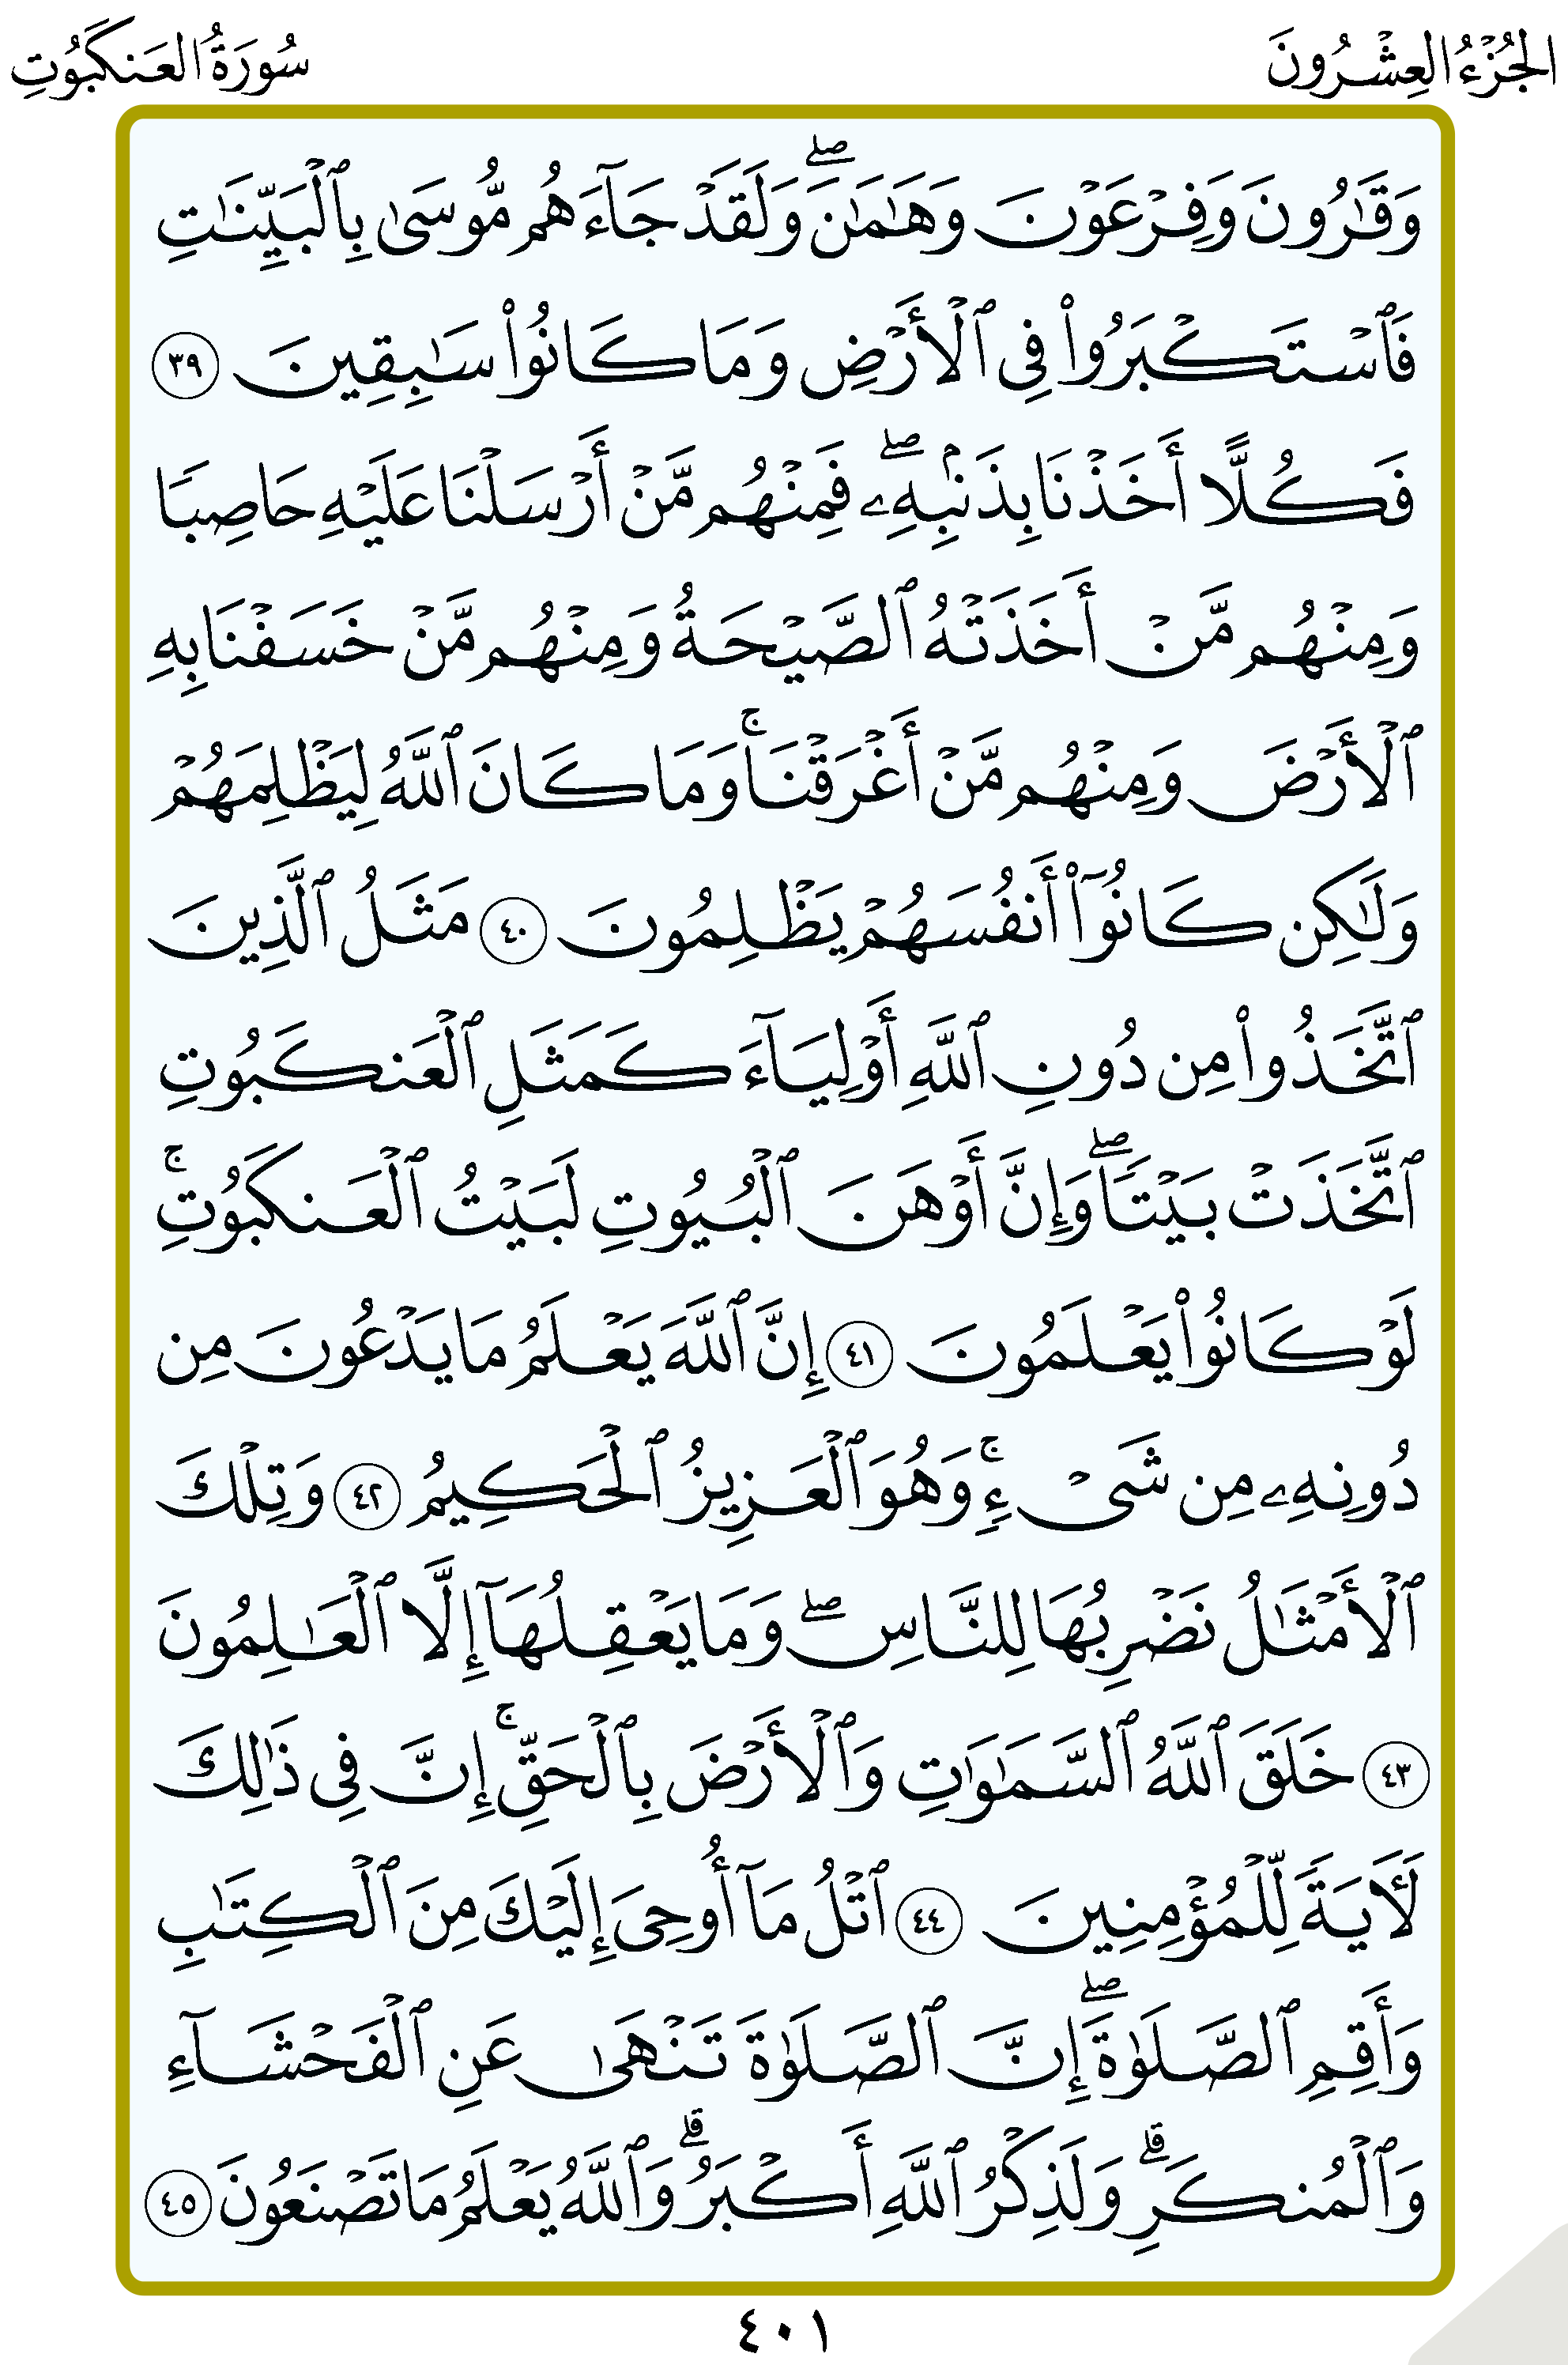 الجُزْءُ العِشْرُونَ
سُورَةُ العَنكَبُوتِ
وَقَٰرُونَ وَفِرْعَوْنَ وَهَٰمَٰنَۖ وَلَقَدْ جَآءَهُم مُّوسَىٰ بِٱلْبَيِّنَٰتِ
فَٱسْتَكْبَرُوا۟ فِى ٱلْأَرْضِ وَمَا كَانُوا۟ سَٰبِقِينَ ٣٩
فَكُلًّا أَخَذْنَا بِذَنۢبِهِۦۖ فَمِنْهُم مَّنْ أَرْسَلْنَا عَلَيْهِ حَاصِبًا
وَمِنْهُم مَّنْ أَخَذَتْهُ ٱلصَّيْحَةُ وَمِنْهُم مَّنْ خَسَفْنَا بِهِ
ٱلْأَرْضَ وَمِنْهُم مَّنْ أَغْرَقْنَاۚ وَمَا كَانَ ٱللَّهُ لِيَظْلِمَهُمْ
وَلَٰكِن كَانُوٓا۟ أَنفُسَهُمْ يَظْلِمُونَ ٤٠ مَثَلُ ٱلَّذِينَ
ٱتَّخَذُوا۟ مِن دُونِ ٱللَّهِ أَوْلِيَآءَ كَمَثَلِ ٱلْعَنكَبُوتِ
ٱتَّخَذَتْ بَيْتًاۖ وَإِنَّ أَوْهَنَ ٱلْبُيُوتِ لَبَيْتُ ٱلْعَنكَبُوتِۚ
لَوْ كَانُوا۟ يَعْلَمُونَ ٤١ إِنَّ ٱللَّهَ يَعْلَمُ مَا يَدْعُونَ مِن
دُونِهِۦ مِن شَىْءٍۚ وَهُوَ ٱلْعَزِيزُ ٱلْحَكِيمُ ٤٢ وَتِلْكَ
ٱلْأَمْثَٰلُ نَضْرِبُهَا لِلنَّاسِۖ وَمَا يَعْقِلُهَآ إِلَّا ٱلْعَٰلِمُونَ
٤٣ خَلَقَ ٱللَّهُ ٱلسَّمَٰوَٰتِ وَٱلْأَرْضَ بِٱلْحَقِّۚ إِنَّ فِى ذَٰلِكَ
لَءَايَةً لِّلْمُؤْمِنِينَ ٤٤ ٱتْلُ مَآ أُوحِىَ إِلَيْكَ مِنَ ٱلْكِتَٰبِ
وَأَقِمِ ٱلصَّلَوٰةَۖ إِنَّ ٱلصَّلَوٰةَ تَنْهَىٰ عَنِ ٱلْفَحْشَآءِ
وَٱلْمُنكَرِۗ وَلَذِكْرُ ٱللَّهِ أَكْبَرُۗ وَٱللَّهُ يَعْلَمُ مَا تَصْنَعُونَ ٤٥
٤٠١